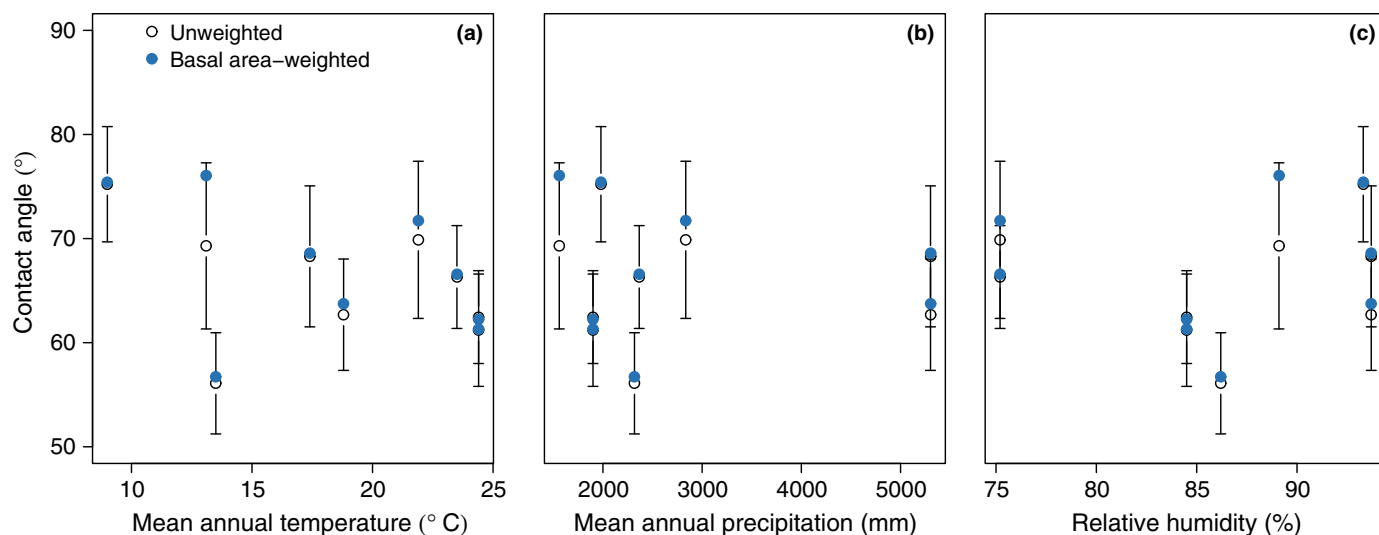 Contact angle (°)
90
80
70
60
50
Unweighted
Basal area−weighted
(a)
10 15 20 25
Mean annual temperature (° C)
(b)
2000 3000 4000 5000
Mean annual precipitation (mm)
(c)
75 80 85 90
Relative humidity (%)